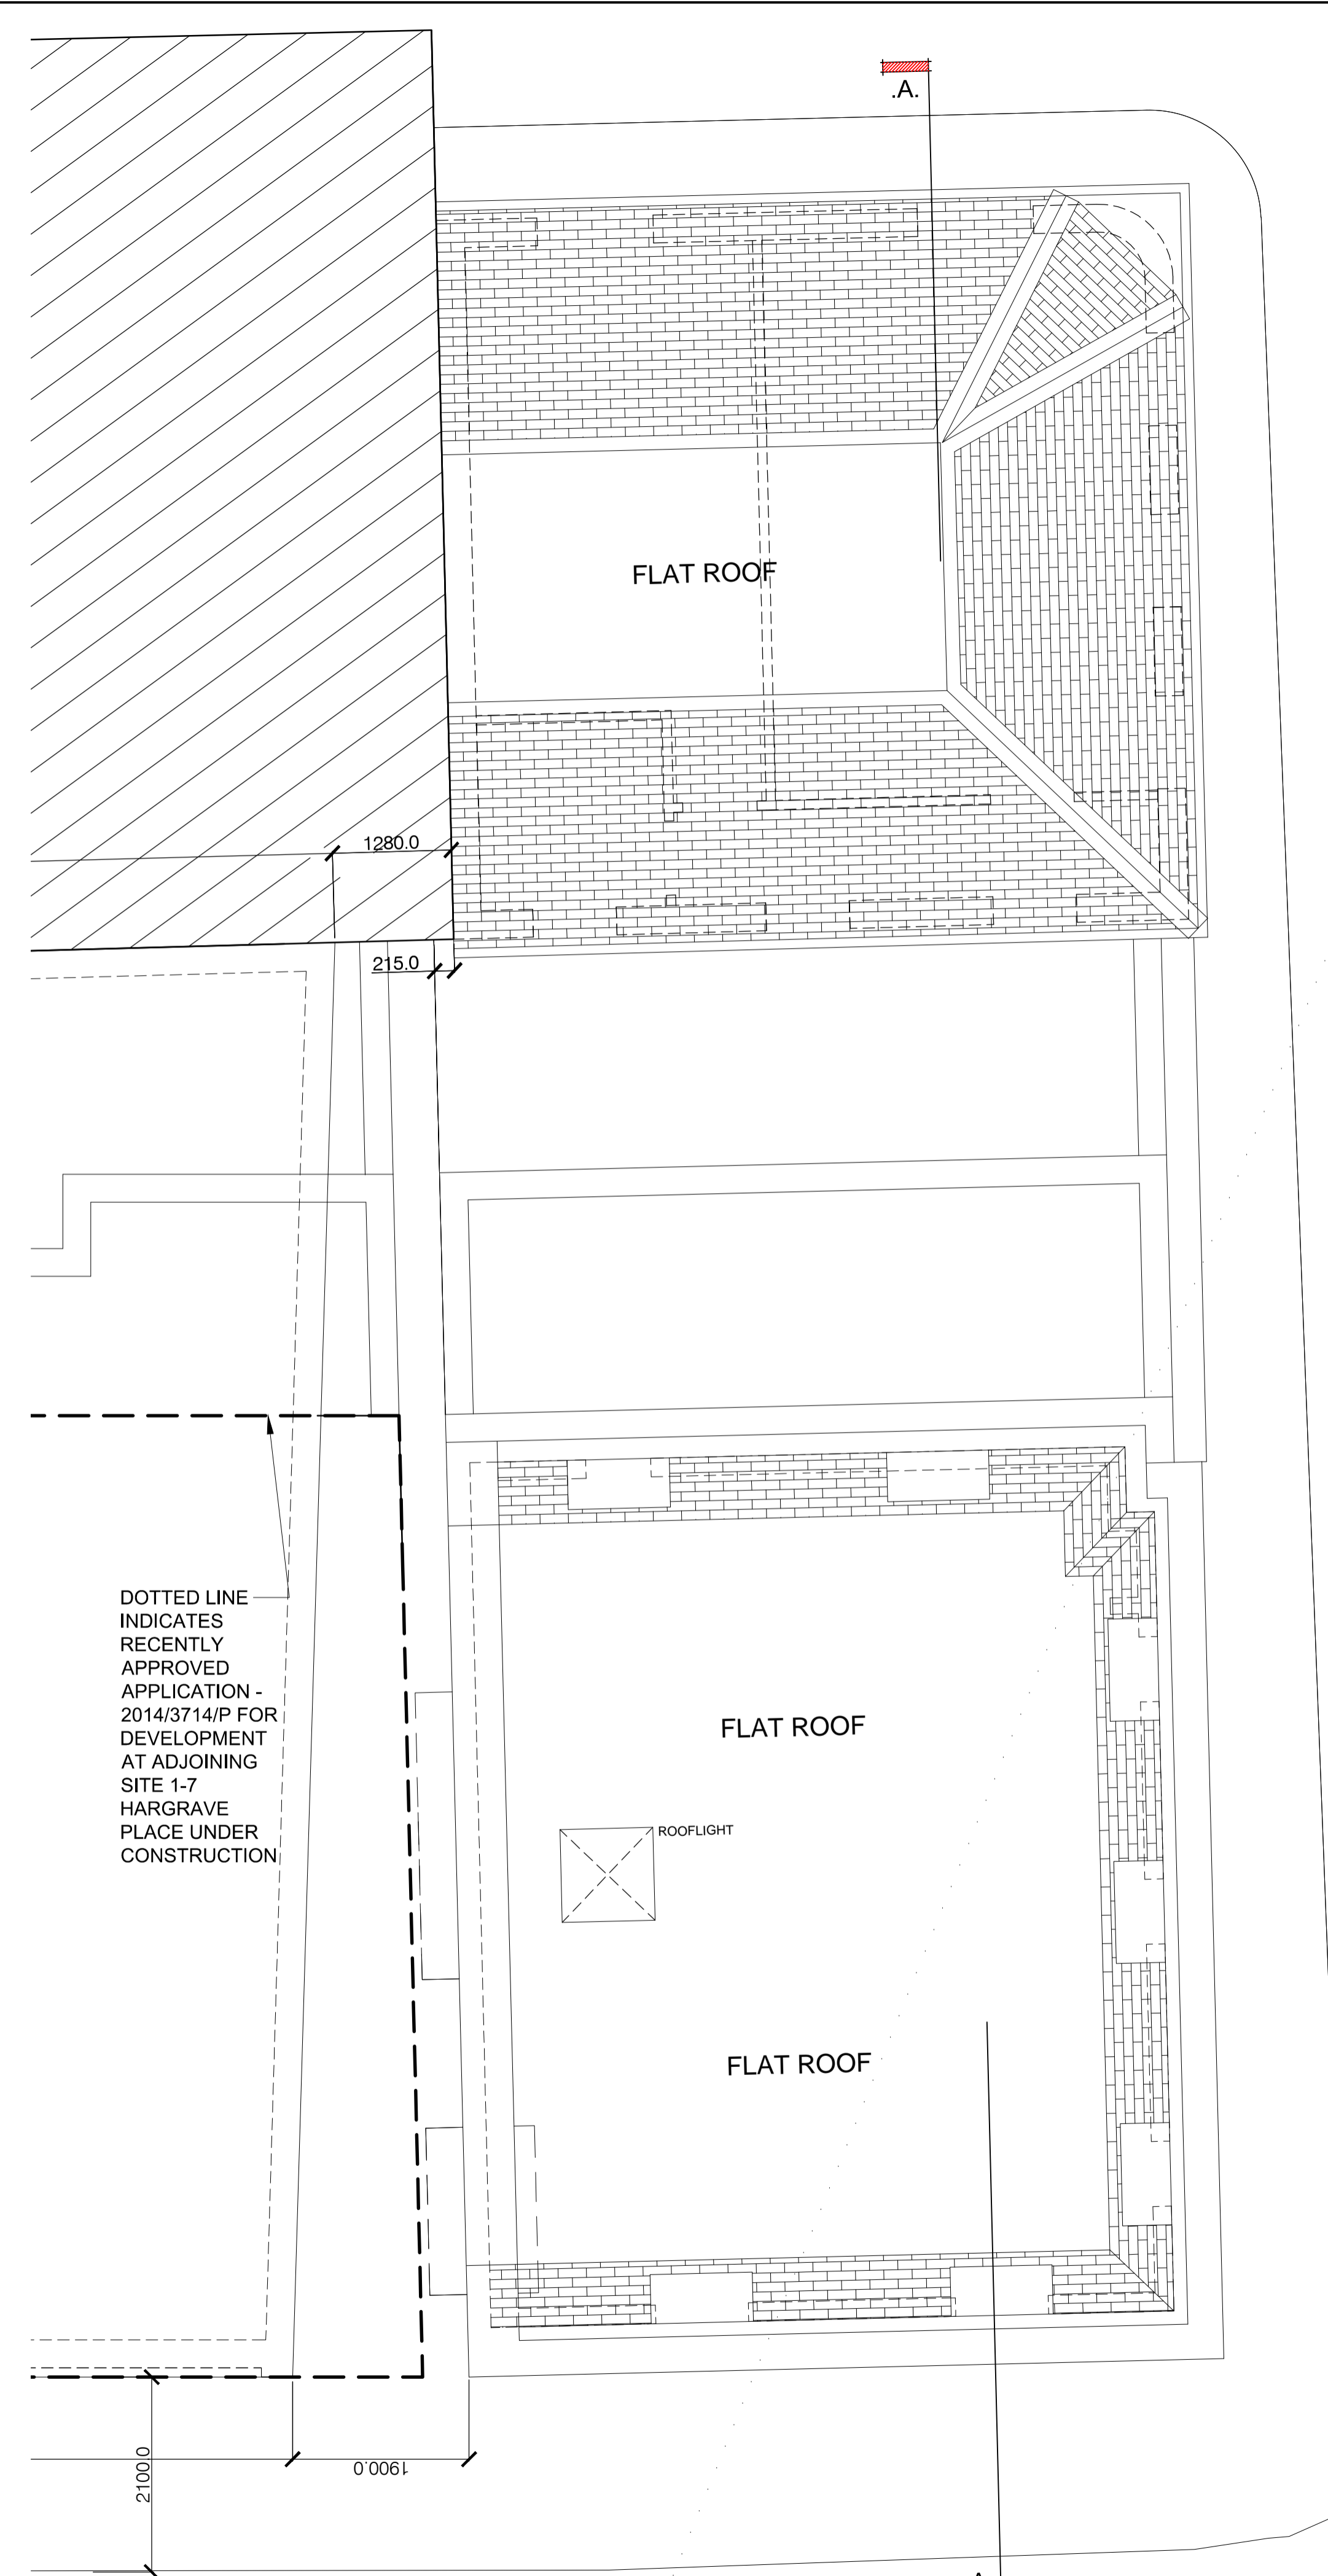 .A.
FLAT ROOF
1280.0
215.0
DOTTED LINE
INDICATES
RECENTLY
APPROVED
APPLICATION -
2014/3714/P FOR
DEVELOPMENT
AT ADJOINING
SITE 1-7
HARGRAVE
PLACE UNDER
CONSTRUCTION
FLAT ROOF
ROOFLIGHT
FLAT ROOF
1900.0
2100.0